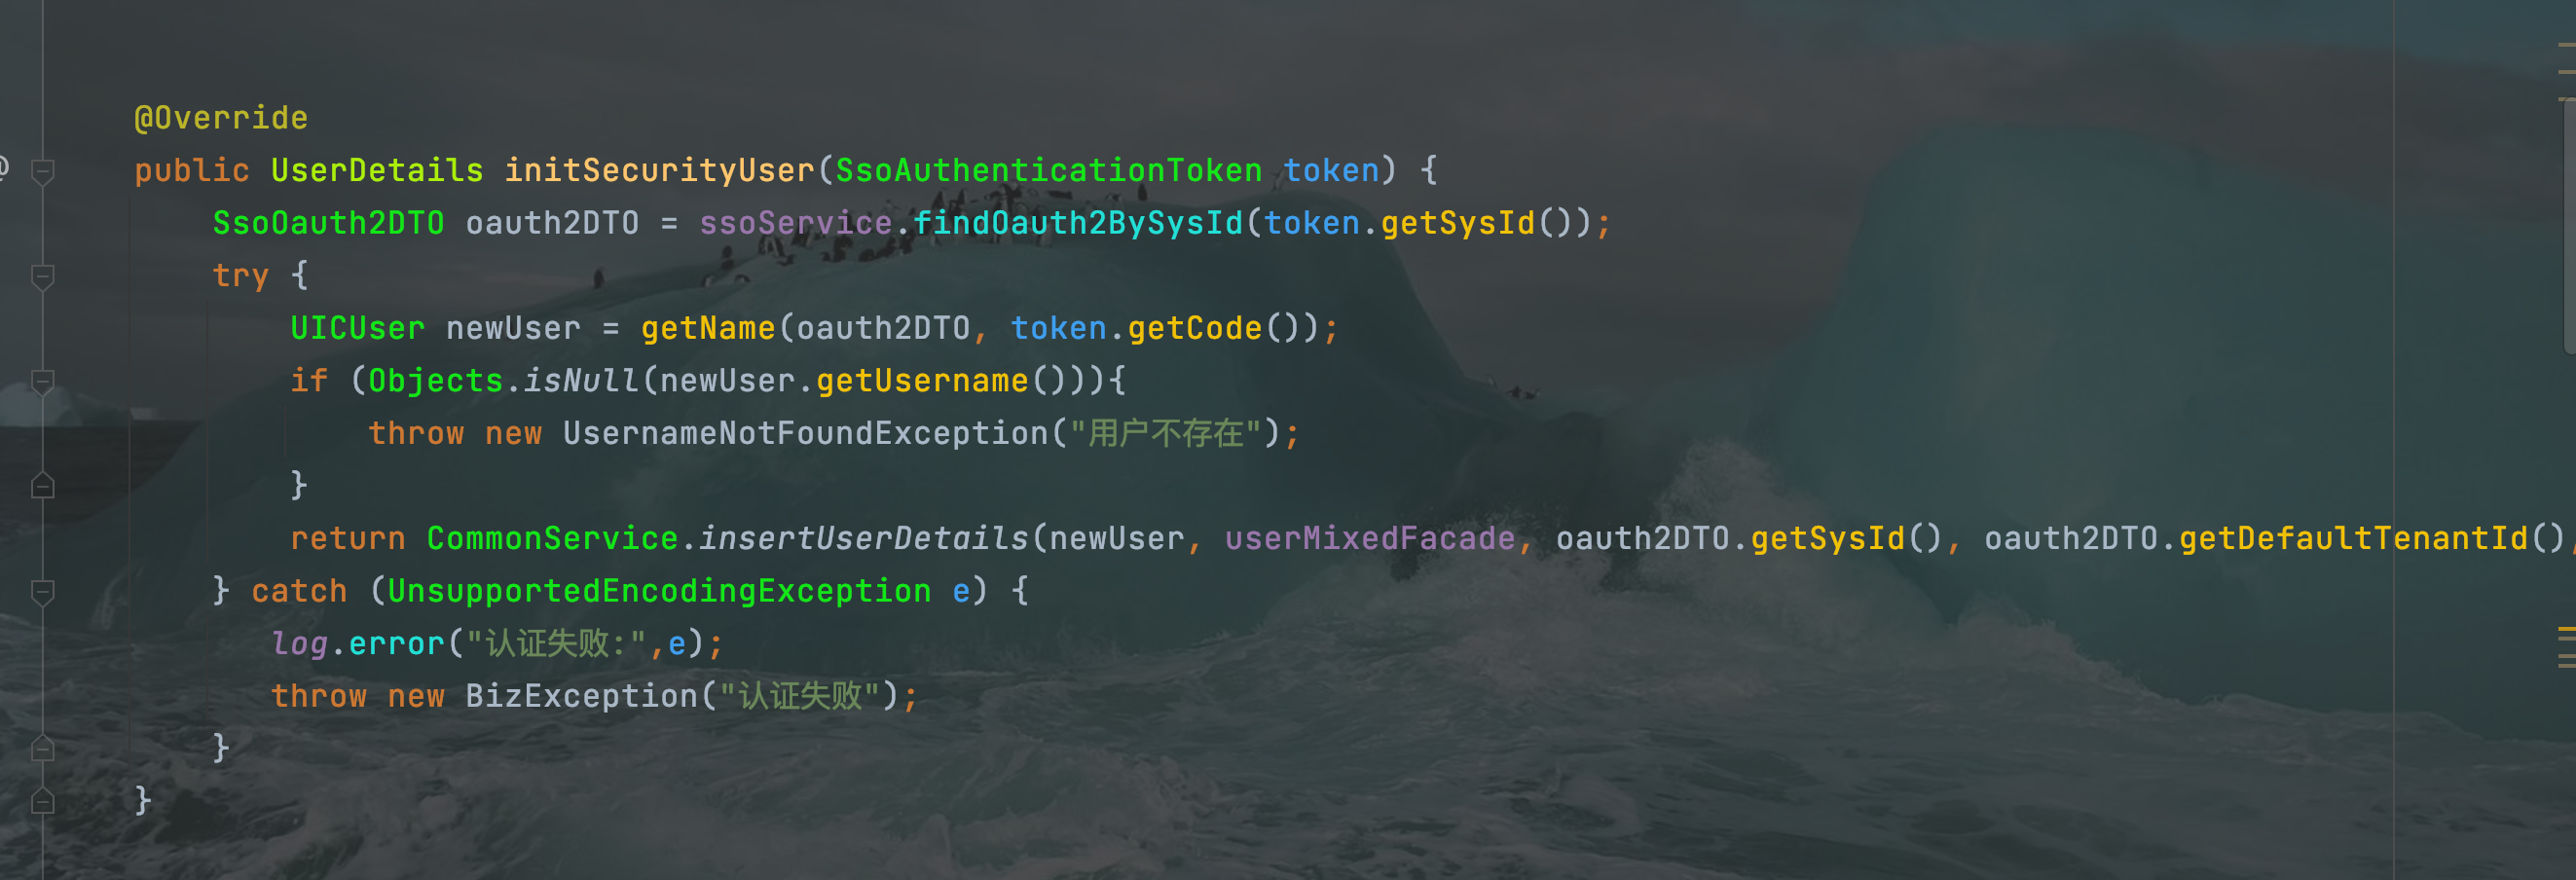 @Override
public UserDetails initSecurityUser(SsoAuthenticationToken token) {
SsoOauth2DTO oauth2DTO = ssoService.findOauth2BySysId(token.getSysId());
try {
UICUser newUser = getName(oauth2DTO, token.getCode());
if (Objects.isNull(newUser.getUsername())){
throw new UsernameNotFoundException("用户不存在");
}
return CommonService.insertUserDetails(newUser, userMixedFacade, oauth2DTO.getSysId(), oauth2DTO.getDefaultTenantId(),
} catch (UnsupportedEncodingException e) {
log.error("认证失败:",e);
throw new BizException("认证失败");
}
}